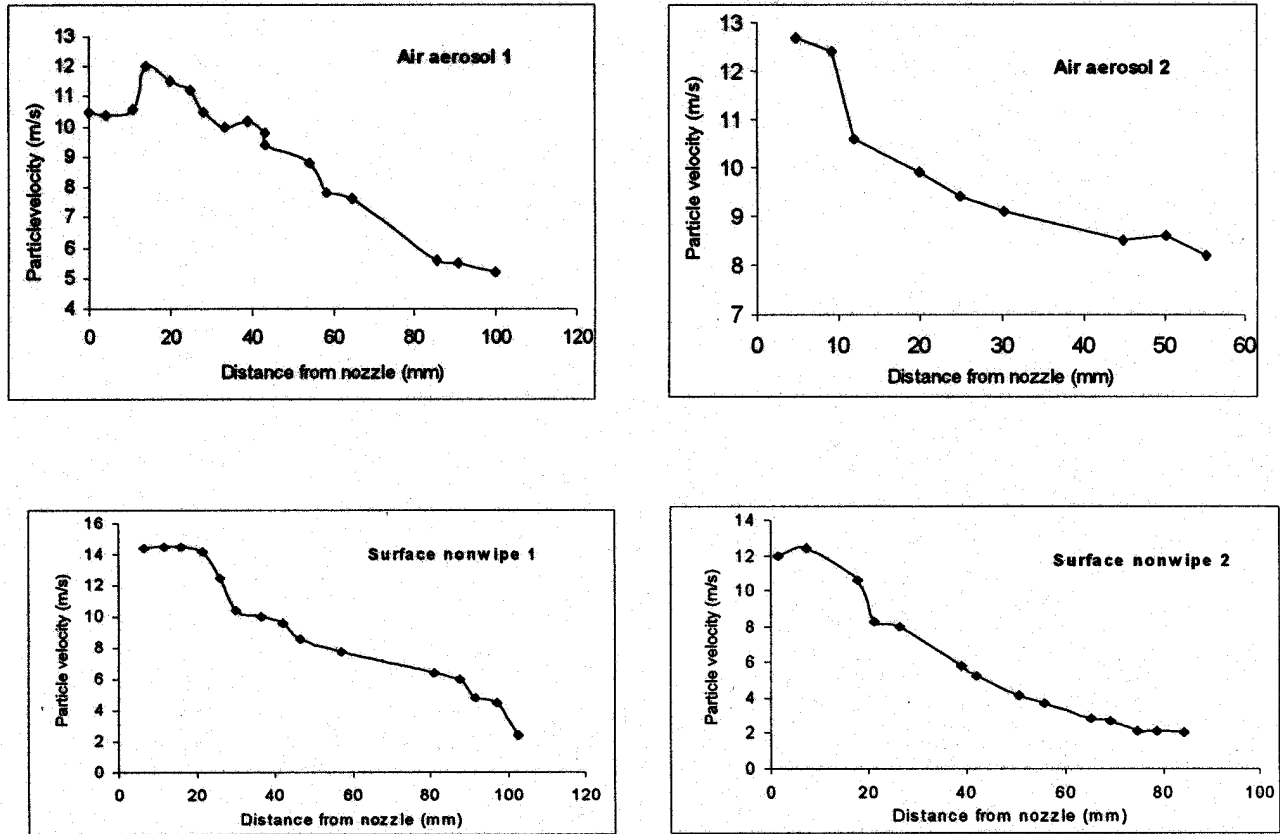 Air aerosol 1
Particlevelocity (m/s)
13
12
11
10
9
8
7
6
5
4
0 20 40 60 80 100 120
Distance from nozzle (mm)
Air aerosol 2
Particle velocity (m/s)
13
12
11
10
9
8
7
0 10 20 30 40 50 60
Distance from nozzle (mm)
Surface nonwipe 1
Particle velocity (m/s)
16
14
12
10
8
6
4
2
0
0 20 40 60 80 100 120
Distance from nozzle (mm)
Surface nonwipe 2
Particle velocity (m/s)
14
12
10
8
6
4
2
0
0 20 40 60 80 100
Distance from nozzle (mm)